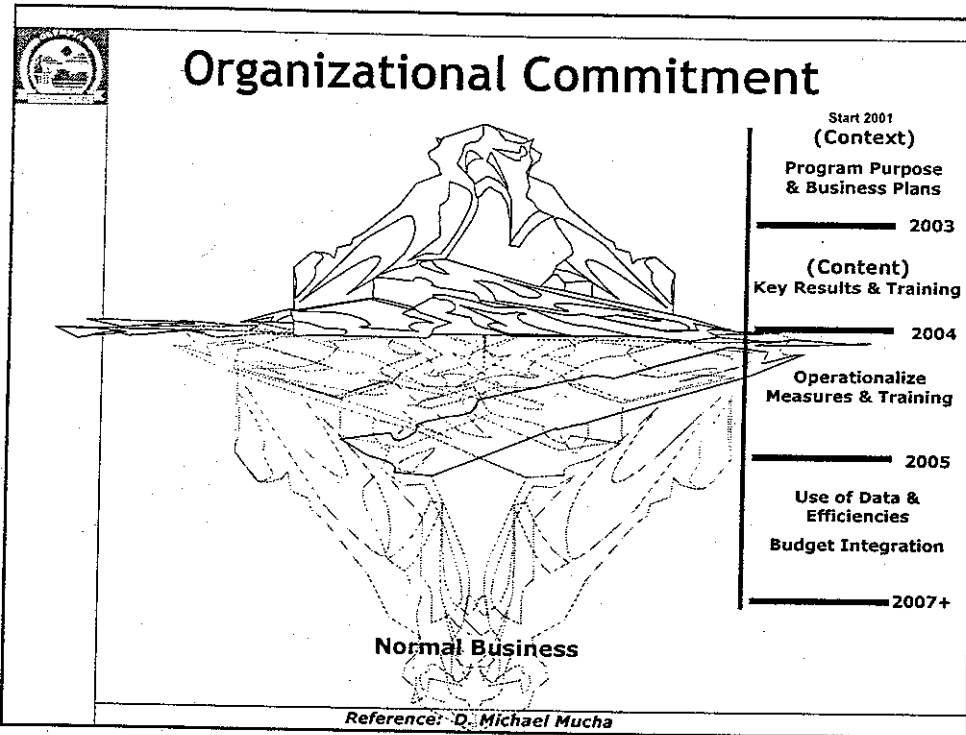 Organizational Commitment
Start 2001
(Context)
Program Purpose
& Business Plans
2003
(Content)
Key Results & Training
2004
Operationalize
Measures & Training
2005
Use of Data &
Efficiencies
Budget Integration
2007+
Normal Business
Reference: D. Michael Mucha